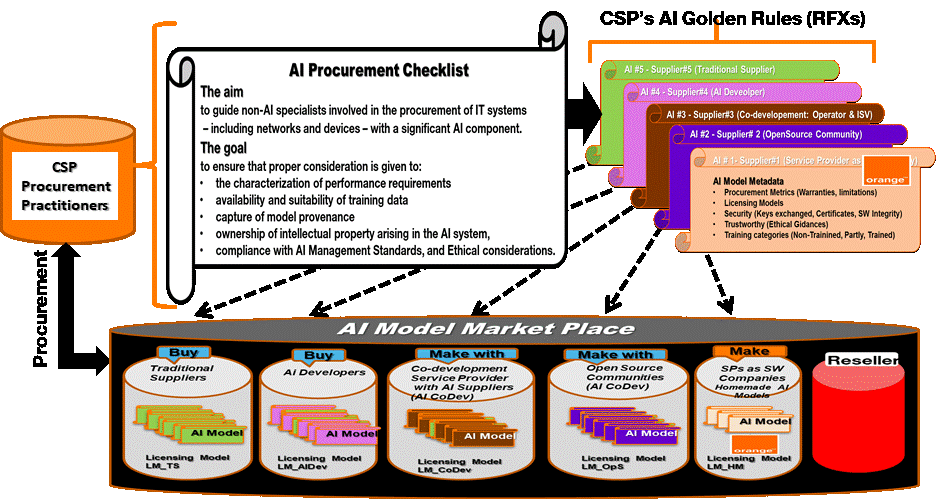 CSP's AI Golden Rules (RFXs)
AI Procurement Checklist
The aim
to guide non-AI specialists involved in the procurement of IT systems
– including networks and devices – with a significant AI component.
The goal
to ensure that proper consideration is given to:
• the characterization of performance requirements
• availability and suitability of training data
• capture of model provenance
• ownership of intellectual property arising in the AI system,
• compliance with AI Management Standards, and Ethical considerations.
CSP
Procurement
Practitioners
Procurement
AI #5 - Supplier#5 (Traditional Supplier)
AI #4 - Supplier#4 (AI Deveolper)
AI #3 - Supplier#3 (Co-developement: Operator & ISV)
AI #2 - Supplier# 2 (OpenSource Community)
AI # 1- Supplier#1 (Service Provider as
orange
AI Model Metadata
• Procurement Metrics (Warranties, limitations)
• Licensing Models
• Security (Keys exchanged, Certificates, SW Integrity)
• Trustworthy (Ethical Gidances)
• Training categories (Non-Trainined, Partly, Trained)
AI Model Market Place
Buy
Traditional
Suppliers
AI Model
Licensing Model
LM_TS
Buy
AI Developers
AI Model
Licensing Model
LM_AIDev
Make with
Co-development
Service Provider
with AI Suppliers
(AI CoDev)
AI Model
Licensing Model
LM_CoDev
Make with
Open Source
Communities
(AI CoDev)
AI Model
Licensing Model
LM_OpS
Make
SPs as SW
Companies
Homemade AI
Models
AI Model
orange
Licensing Model
LM_HM
Reseller